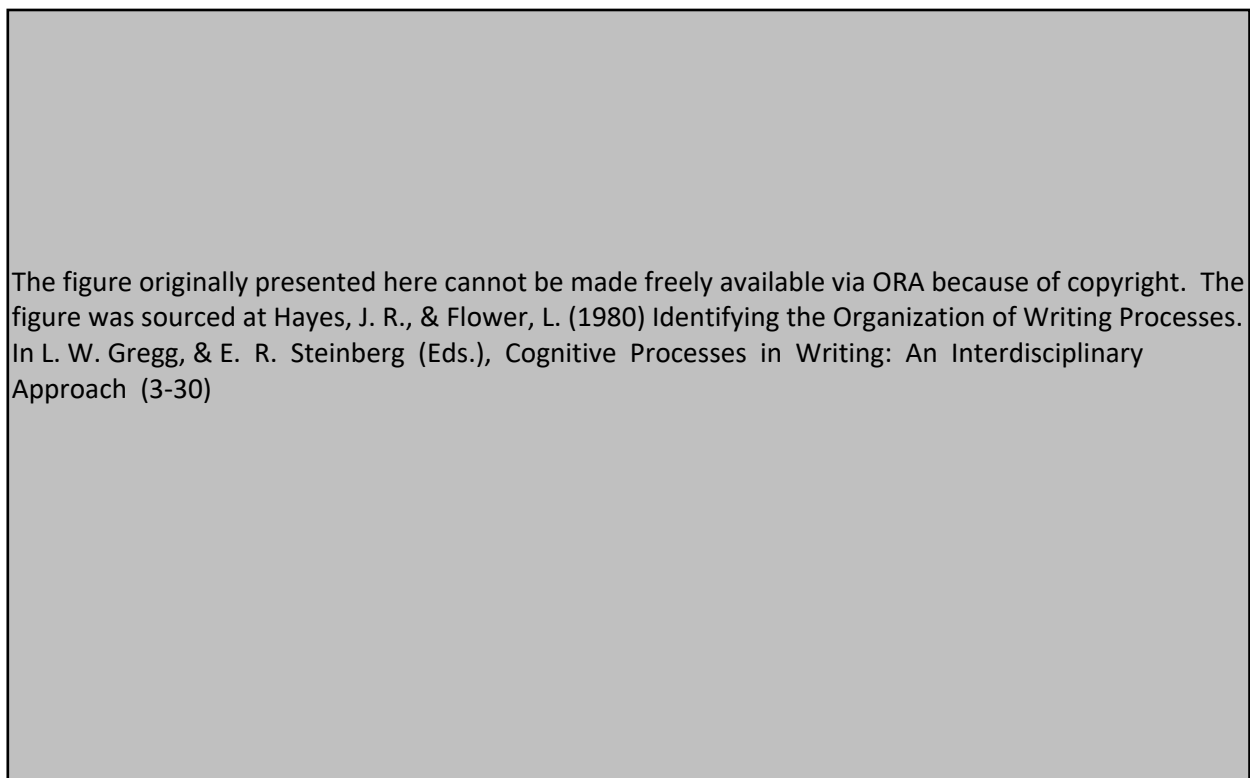 The figure originally presented here cannot be made freely available via ORA because of copyright. The
figure was sourced at Hayes, J. R., & Flower, L. (1980) Identifying the Organization of Writing Processes.
In L. W. Gregg, & E. R. Steinberg (Eds.), Cognitive Processes in Writing: An Interdisciplinary
Approach (3-30)